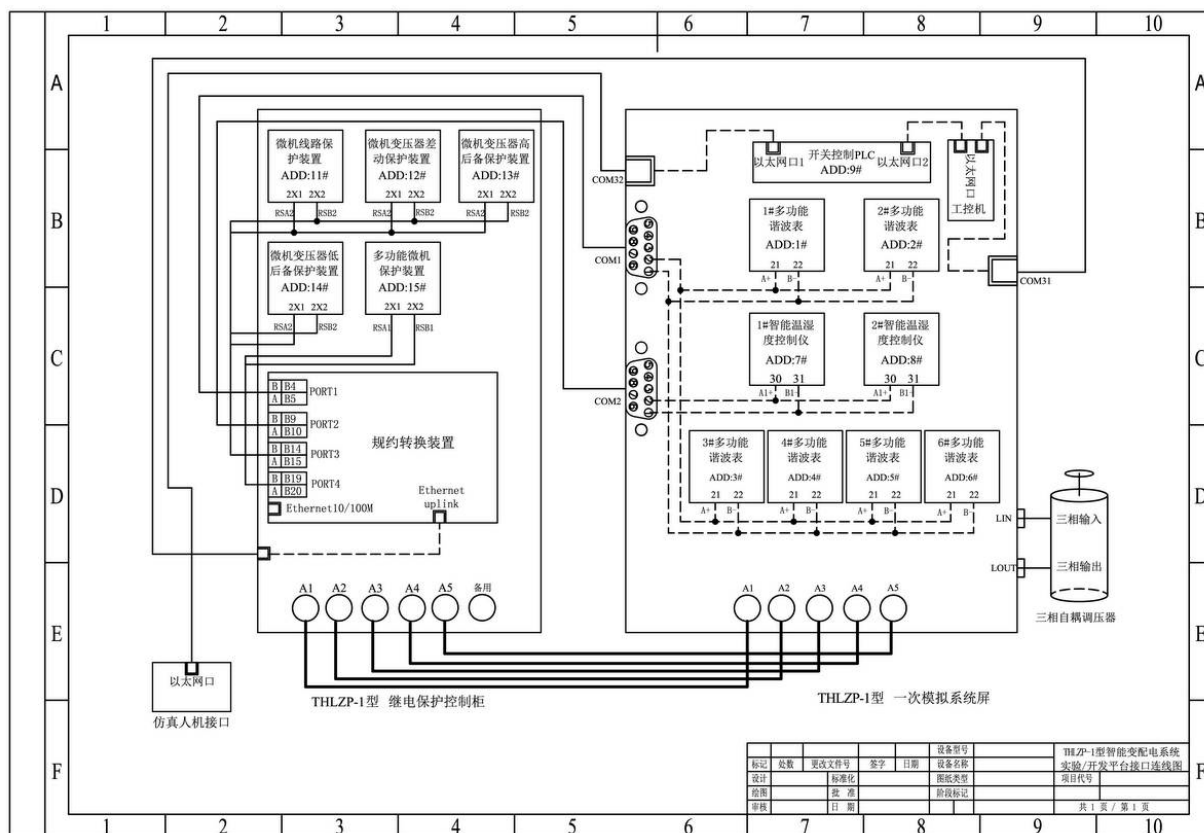 1 2 3 4 5 6 7 8 9 10
A A
B B
C C
D D
E E
F F
微机线路保
护装置
ADD:11#
2X1 2X2
RSA2 RSB2
微机变压器差
动保护装置
ADD:12#
2X1 2X2
RSA2 RSB2
微机变压器高
后备保护装置
ADD:13#
2X1 2X2
RSA2 RSB2
微机变压器低
后备保护装置
ADD:14#
2X1 2X2
RSA2 RSB2
多功能微机
保护装置
ADD:15#
2X1 2X2
RSA1 RSB1
B B4
A B5
PORT1
B B9
A B10
PORT2
B B14
A B15
PORT3
B B19
A B20
PORT4
规约转换装置
Ethernet10/100M
Ethernet
uplink
A1 A2 A3 A4 A5 备用
THLZP-1型 继电保护控制柜
以太网口
仿真人机接口
COM32
COM1
COM2
COM31
以太网口1 开关控制PLC 以太网口2
ADD:9#
以太网口
工控机
1#多功能
谐波表
ADD:1#
21 22
A+ B-
2#多功能
谐波表
ADD:2#
21 22
A+ B-
1#智能温湿
度控制仪
ADD:7#
30 31
A1+ B1-
2#智能温湿
度控制仪
ADD:8#
30 31
A1+ B1-
3#多功能
谐波表
ADD:3#
21 22
A+ B-
4#多功能
谐波表
ADD:4#
21 22
A+ B-
5#多功能
谐波表
ADD:5#
21 22
A+ B-
6#多功能
谐波表
ADD:6#
21 22
A+ B-
LIN
LOUT
三相输入
三相输出
三相自耦调压器
A1 A2 A3 A4 A5
THLZP-1型 一次模拟系统屏
设备型号
THLZP-1型智能变配电系统
实验/开发平台接口连线图
标记 处数 更改文件号 签字 日期 设备名称
设计 标准化 图纸类型 项目代号
绘图 批 准 阶段标记
审核 日 期 共 1 页 / 第 1 页
1 2 3 4 5 6 7 8 9 10